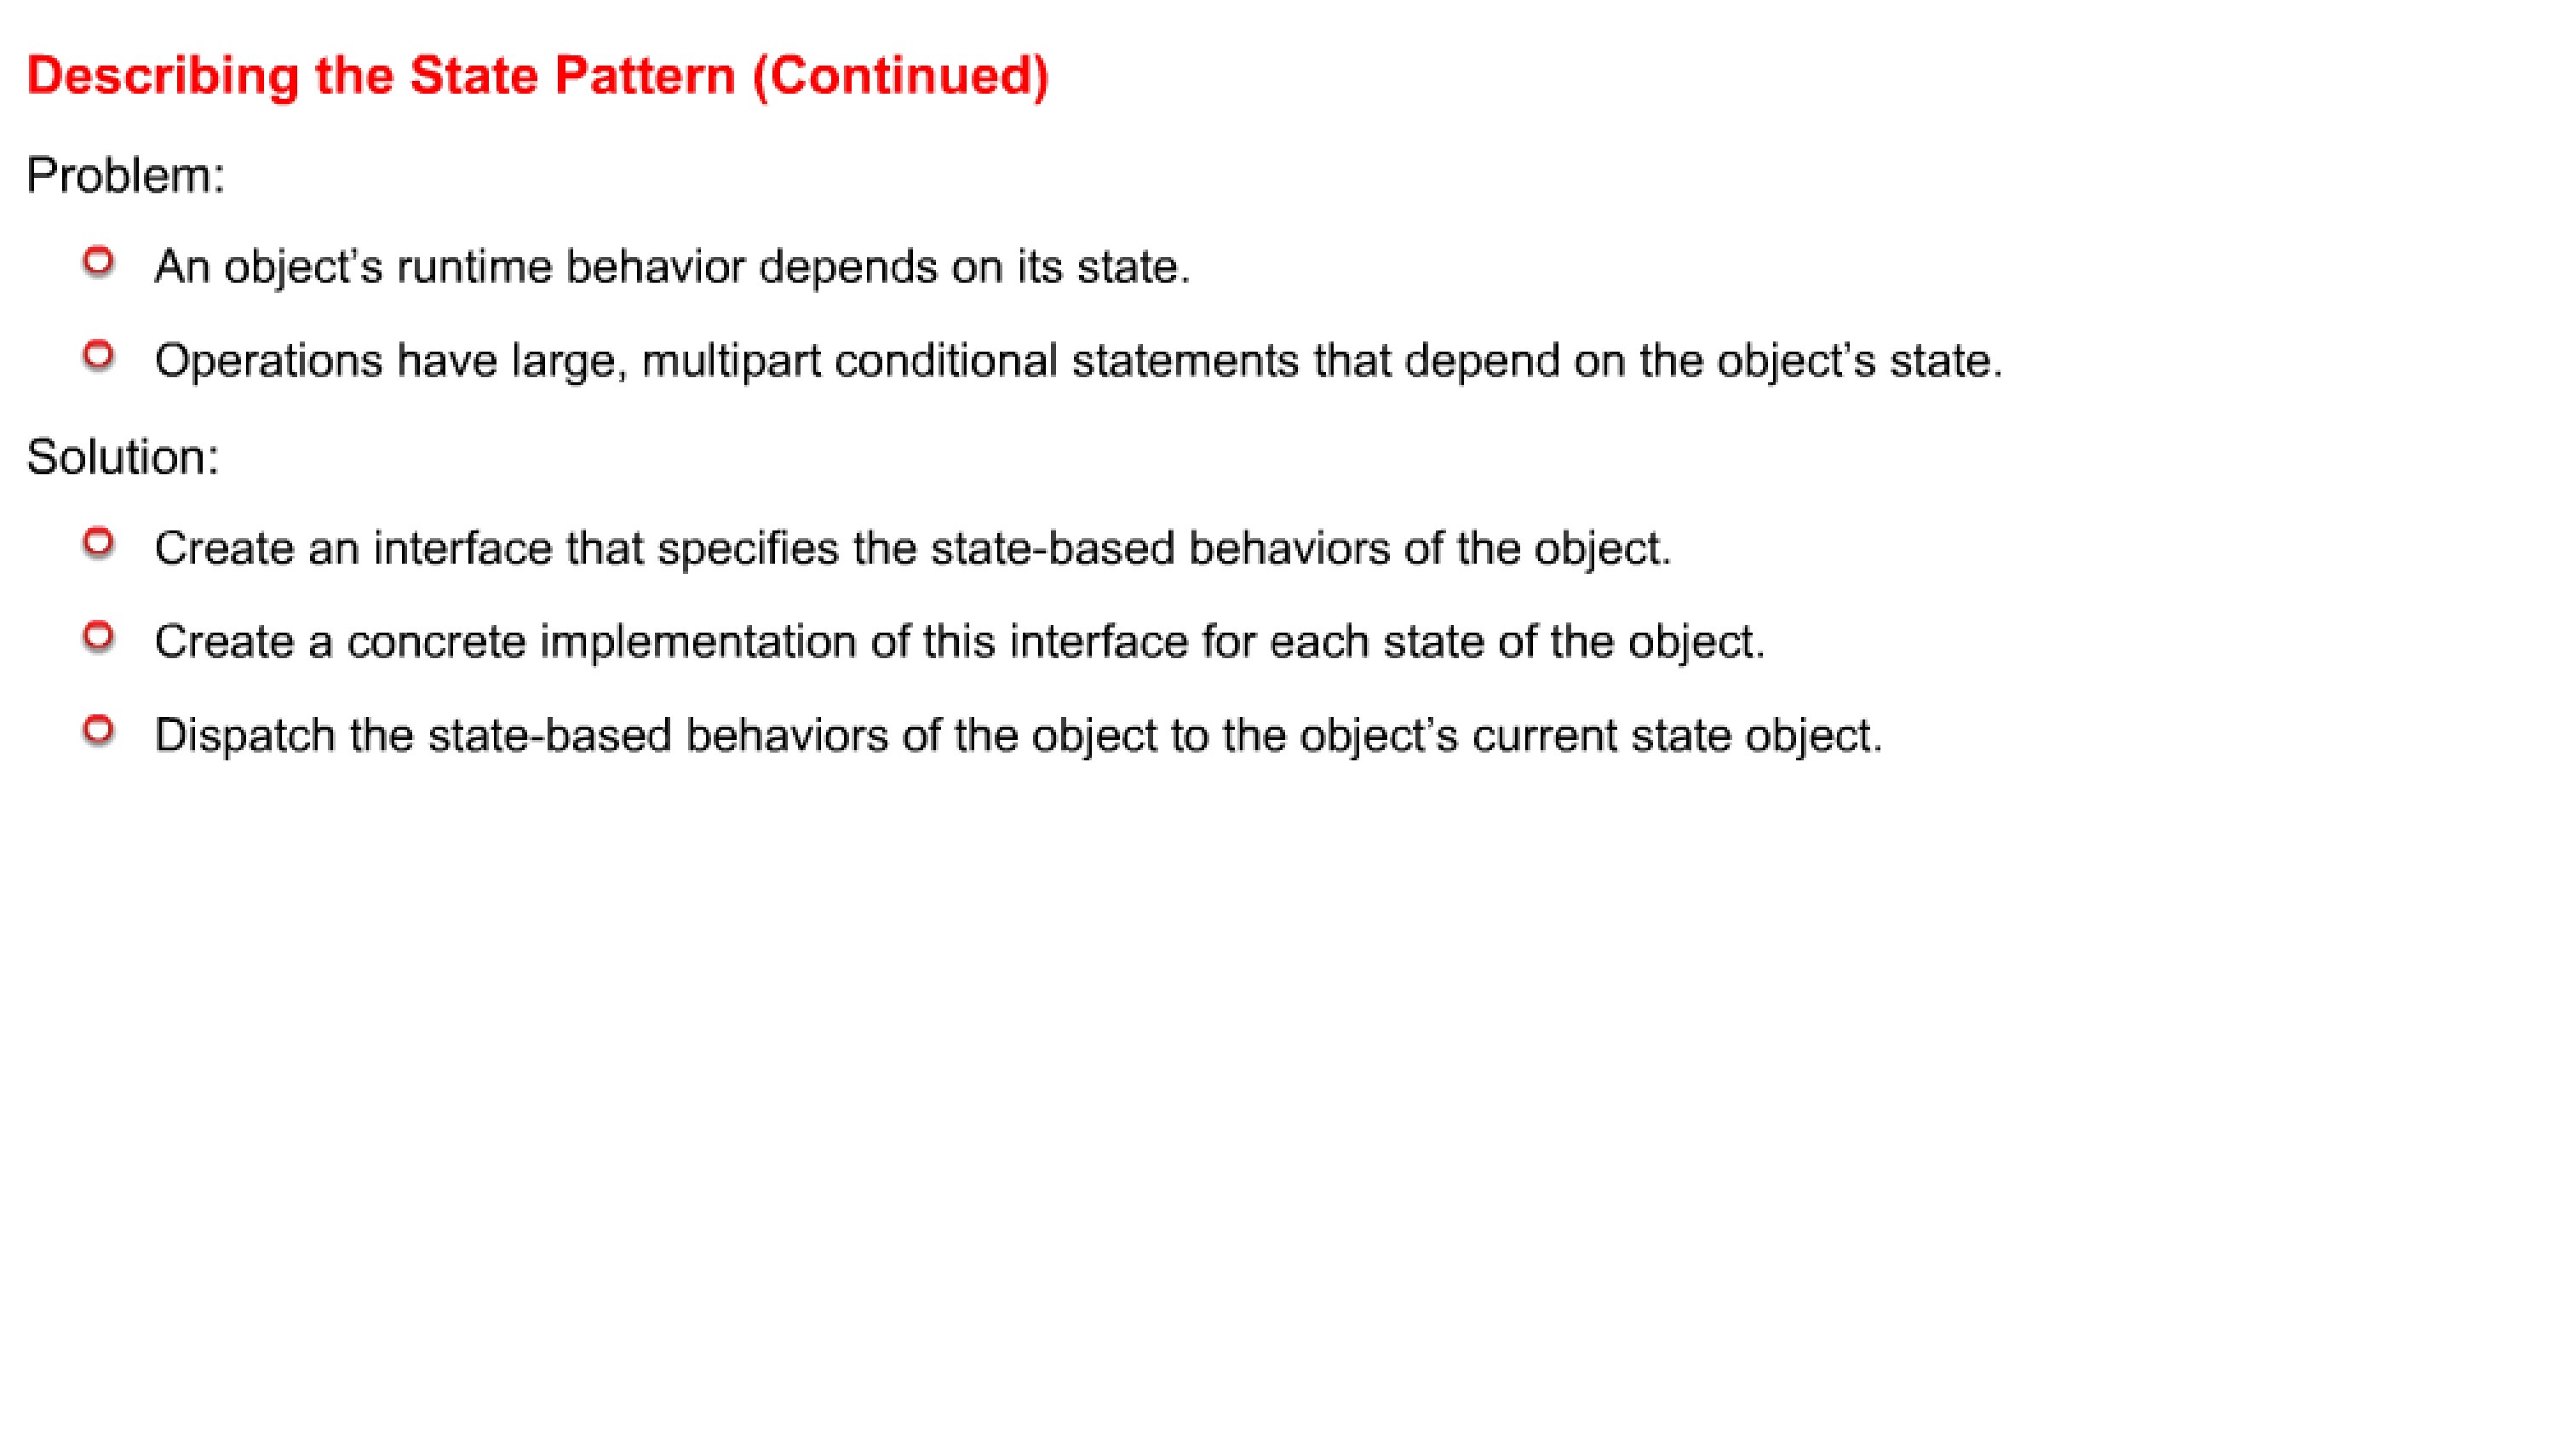 Describing the State Pattern (Continued)
Problem:
An object’s runtime behavior depends on its state.
Operations have large, multipart conditional statements that depend on the object’s state.
Solution:
Create an interface that specifies the state-based behaviors of the object.
Create a concrete implementation of this interface for each state of the object.
Dispatch the state-based behaviors of the object to the object’s current state object.